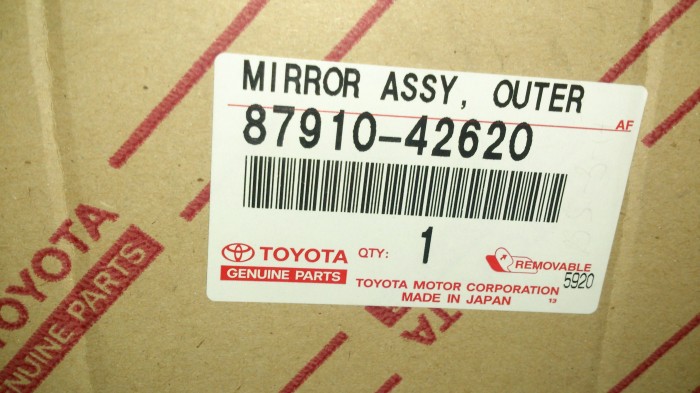 MIRROR ASSY, OUTER
AF
87910-42620
TOYOTA
GENUINE PARTS
QTY: 1
REMOVABLE
5920
TOYOTA MOTOR CORPORATION
MADE IN JAPAN
13
TOYOTA
NUINE PARTS